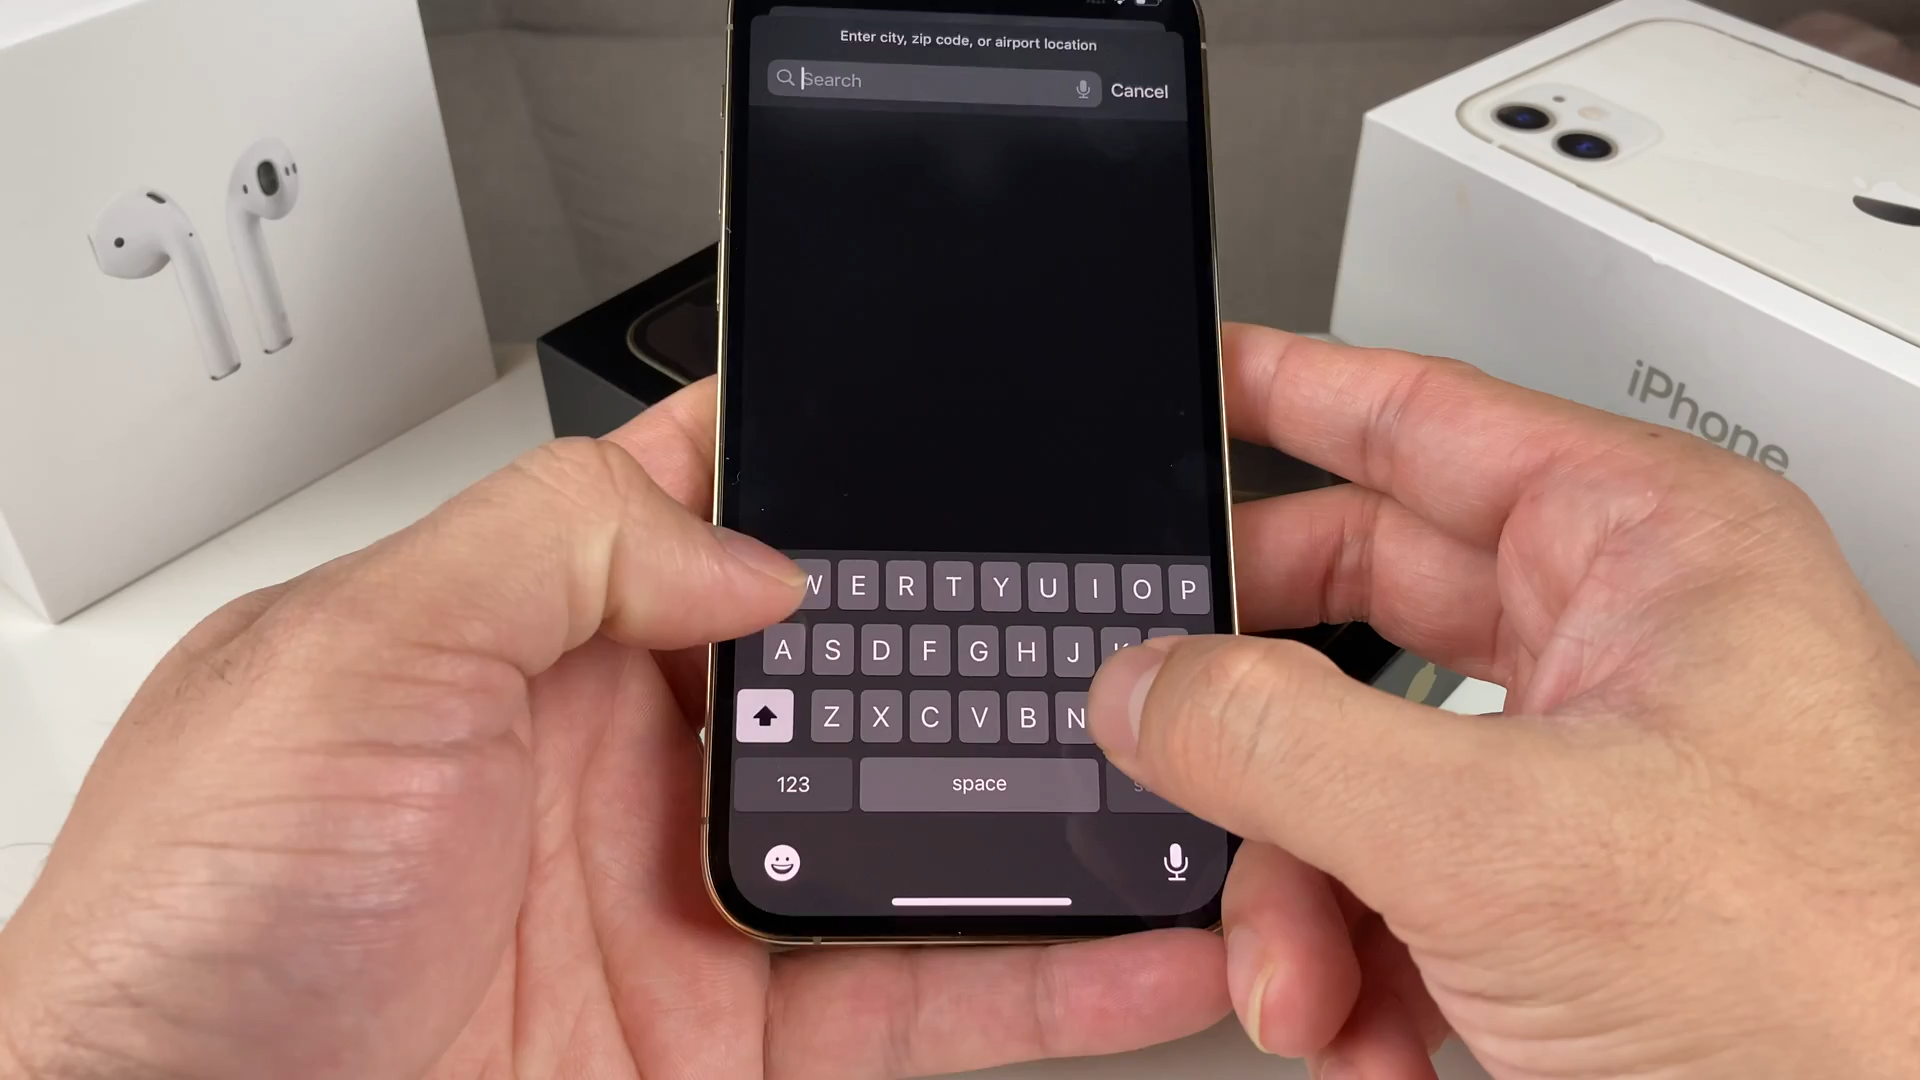 Enter city, zip code, or airport location
Search
Cancel
W E R T Y U I O P
A S D F G H J
Z X C V B N
123
space
iPhone